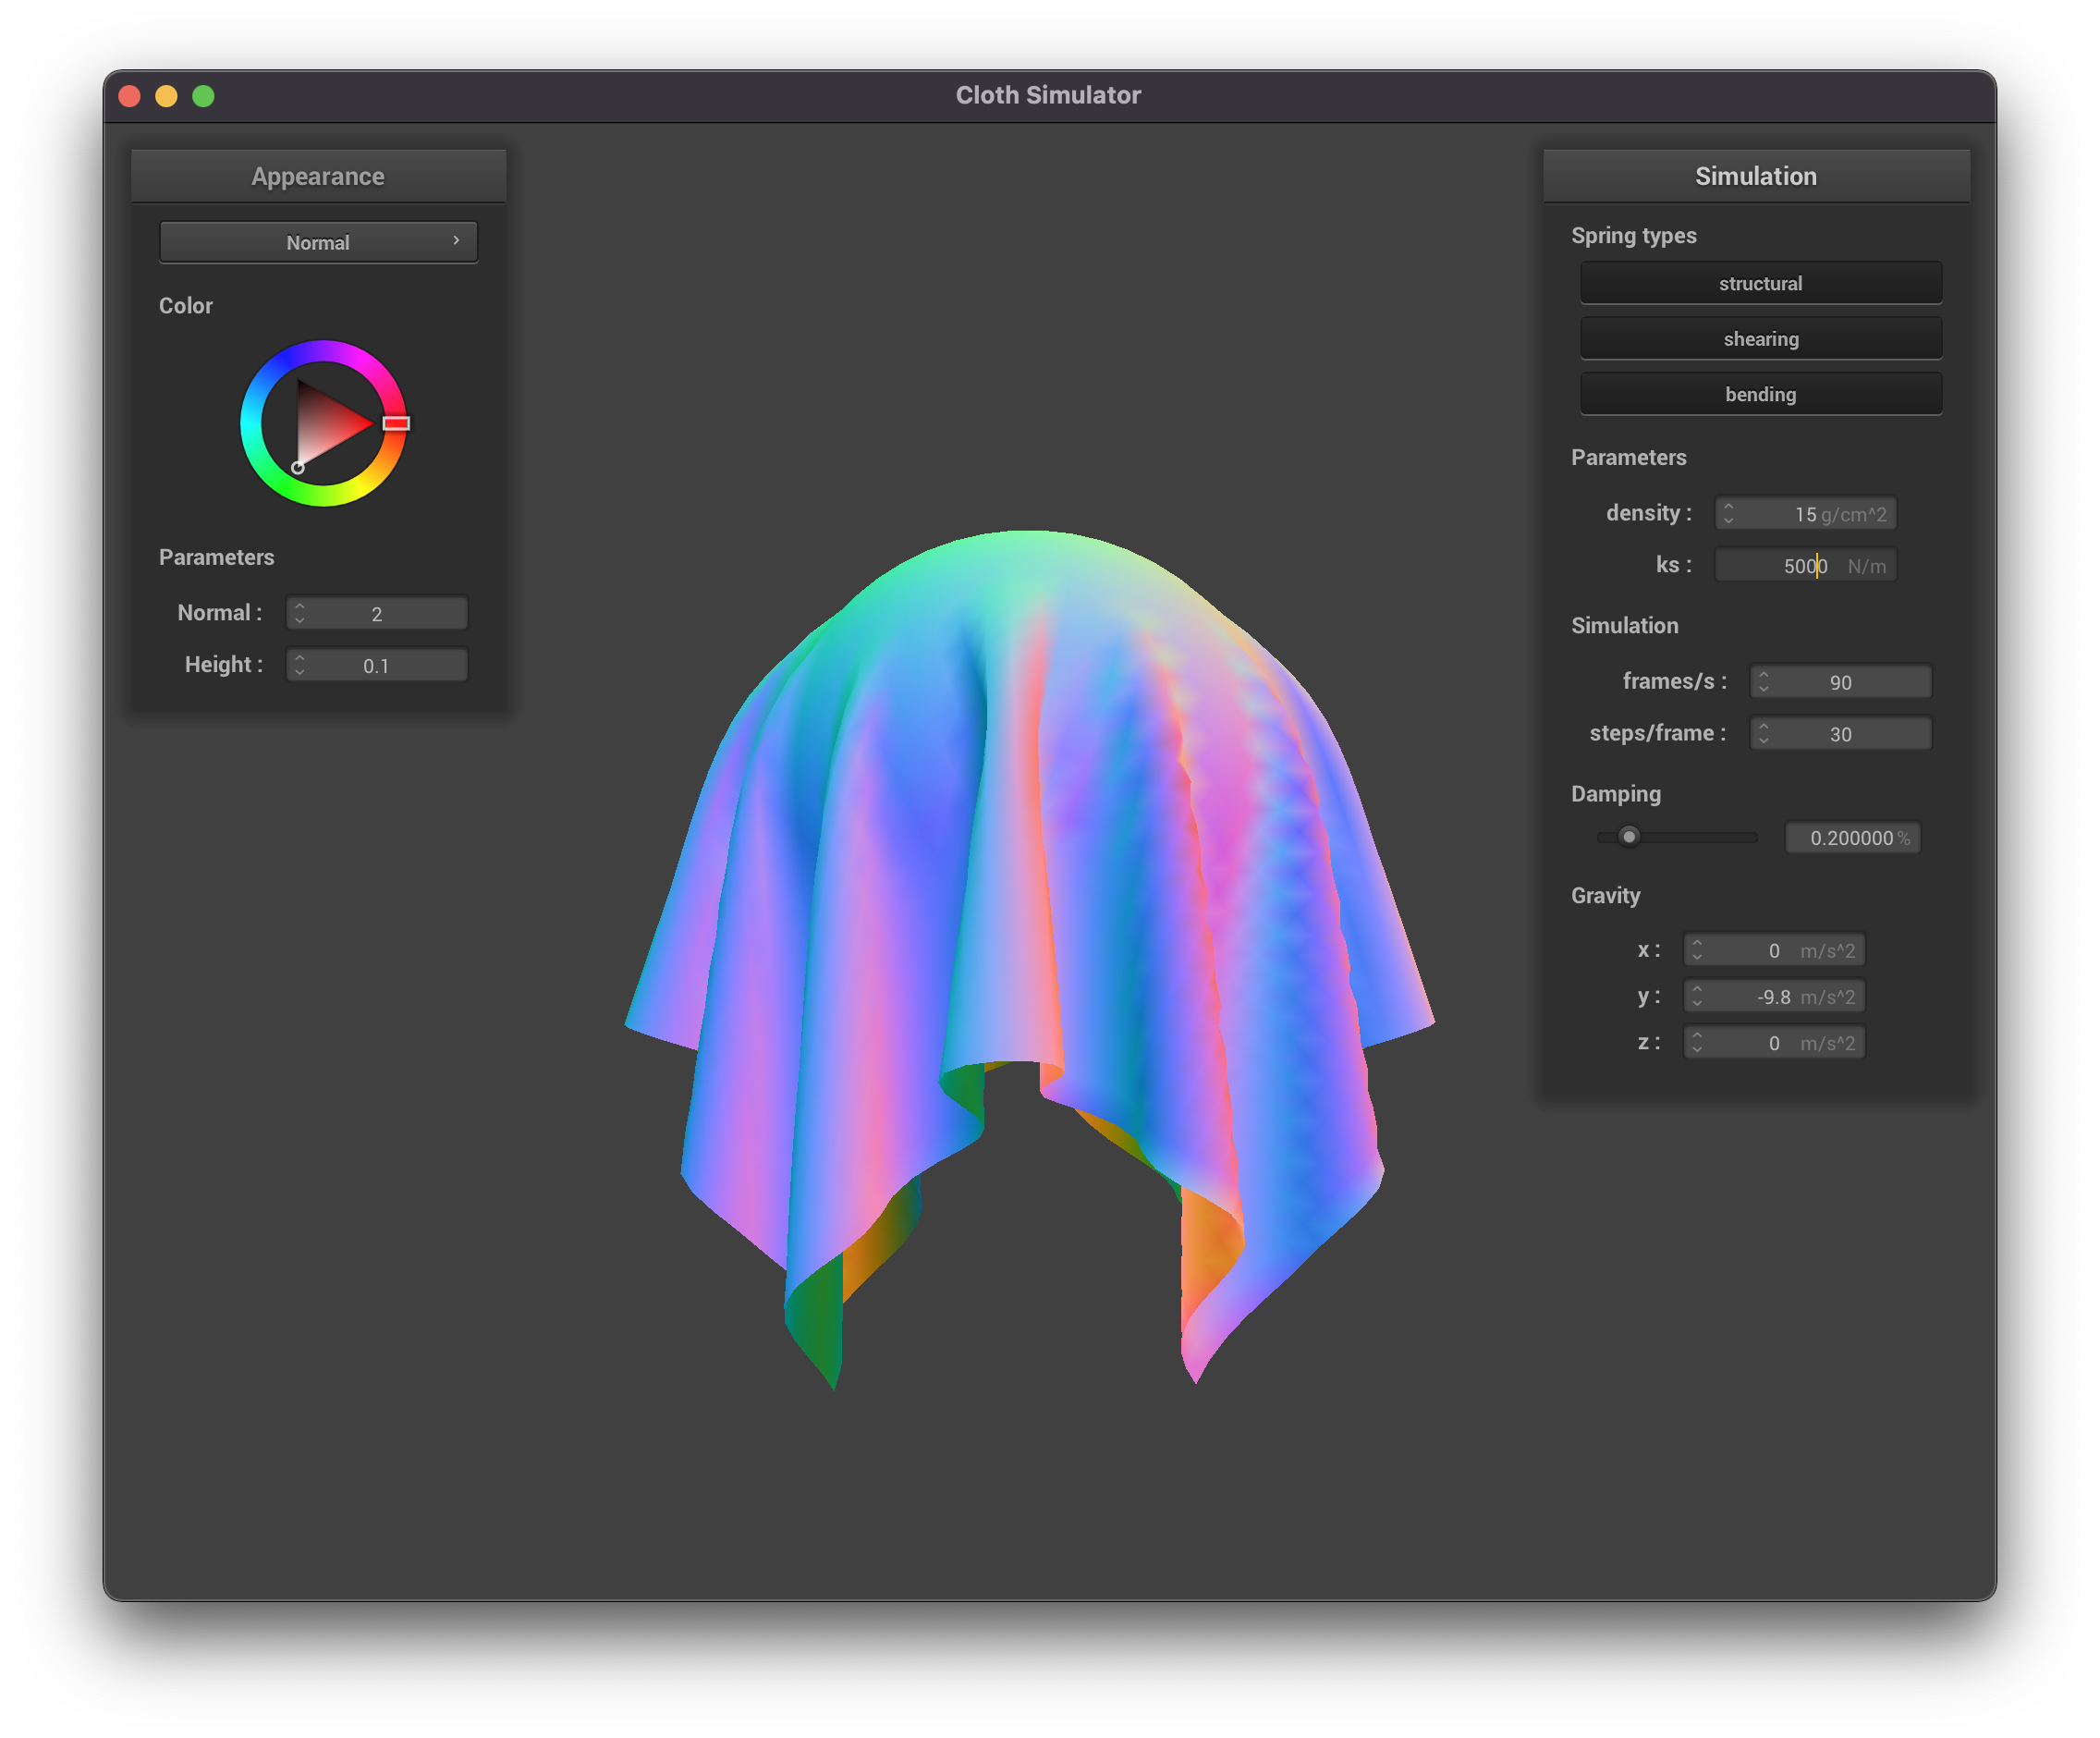 Cloth Simulator
Appearance
Normal
Color
Parameters
Normal : 2
Height : 0.1
Simulation
Spring types
structural
shearing
bending
Parameters
density : 15 g/cm^2
ks : 5000 N/m
Simulation
frames/s : 90
steps/frame : 30
Damping
0.200000 %
Gravity
x : 0 m/s^2
y : -9.8 m/s^2
z : 0 m/s^2